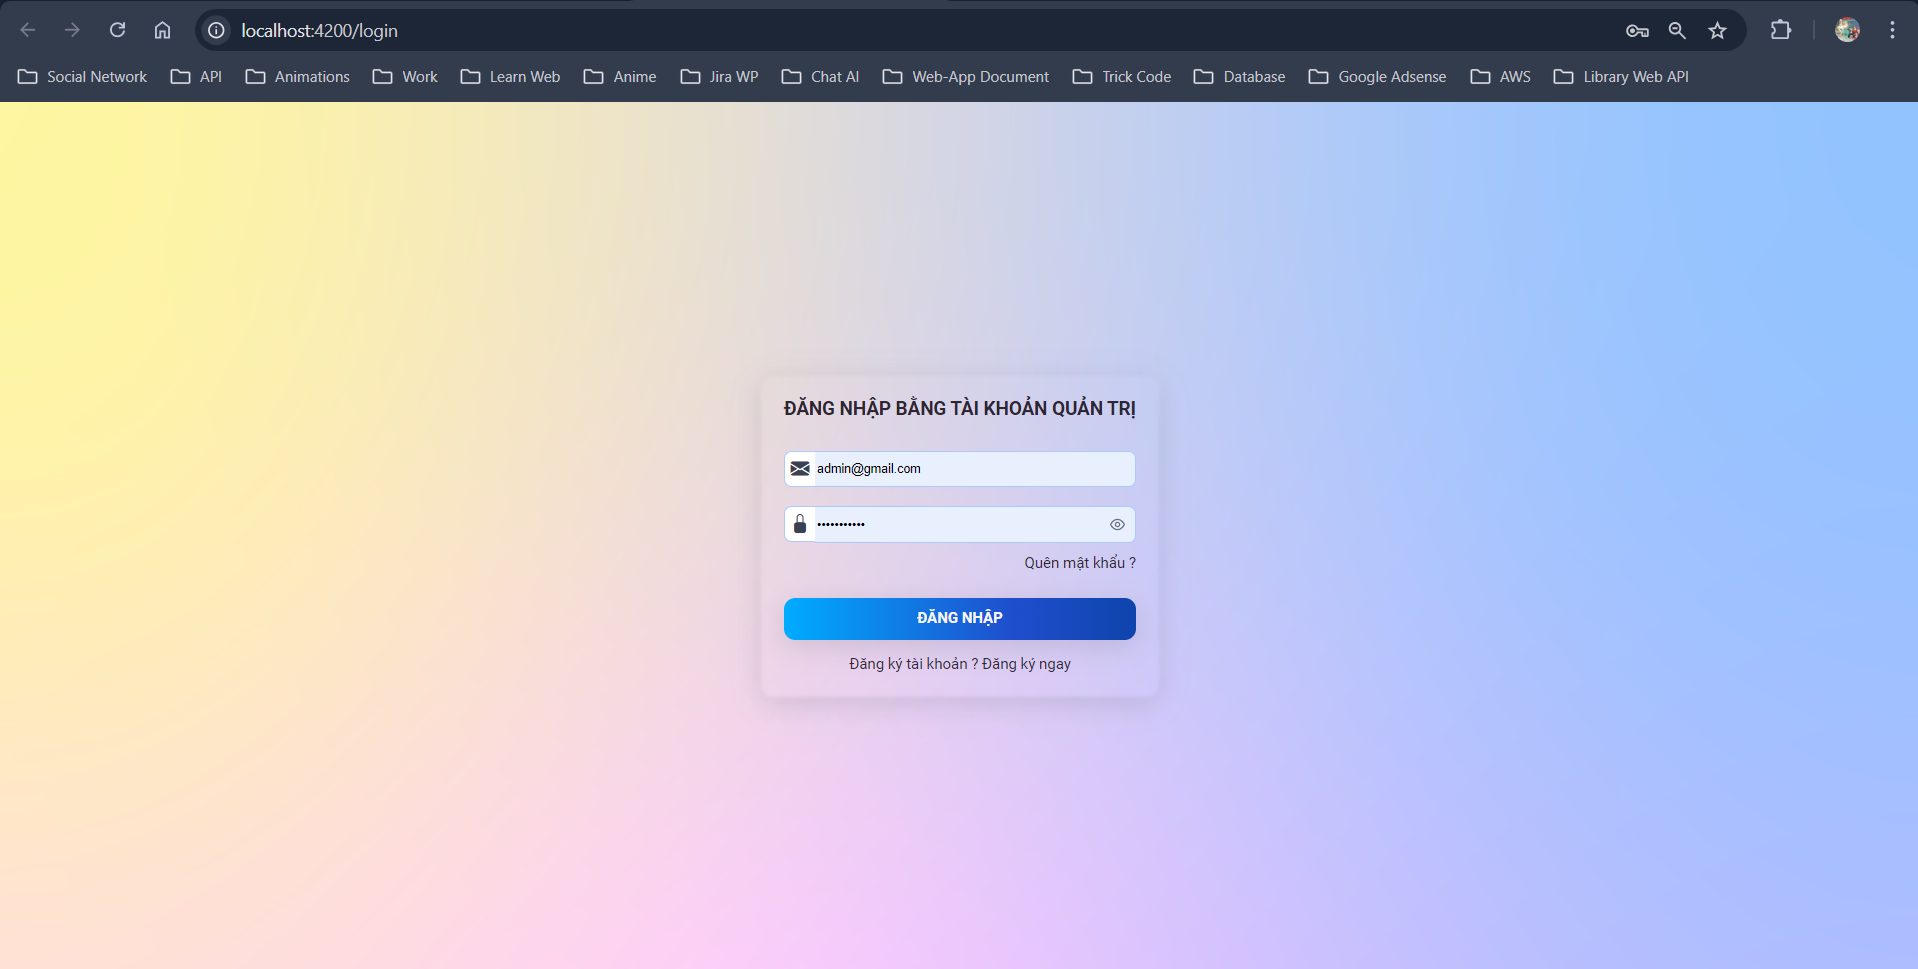 localhost:4200/login
Social Network API Animations Work Learn Web Anime Jira WP Chat AI Web-App Document Trick Code Database Google Adsense AWS Library Web API
ĐĂNG NHẬP BẰNG TÀI KHOẢN QUẢN TRỊ
admin@gmail.com
•••••••••••
Quên mật khẩu ?
ĐĂNG NHẬP
Đăng ký tài khoản ? Đăng ký ngay